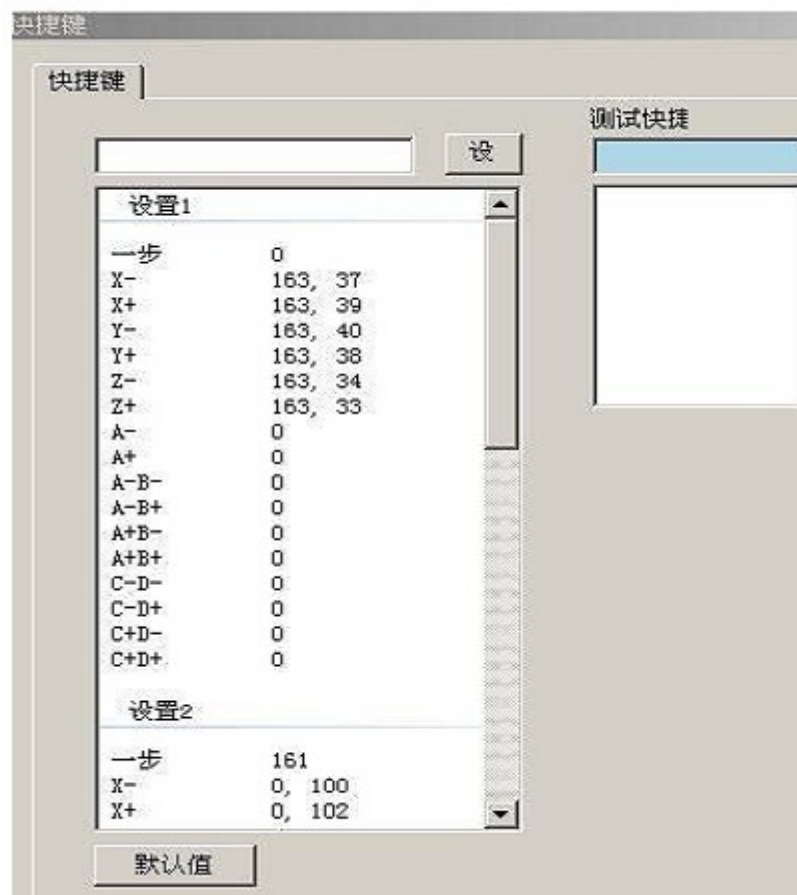 快捷键
快捷键
测试快捷
设
设置1
一步 0
X- 163, 37
X+ 163, 39
Y- 163, 40
Y+ 163, 38
Z- 163, 34
Z+ 163, 33
A- 0
A+ 0
A-B- 0
A-B+ 0
A+B- 0
A+B+ 0
C-D- 0
C-D+ 0
C+D- 0
C+D+ 0
设置2
一步 161
X- 0, 100
X+ 0, 102
默认值